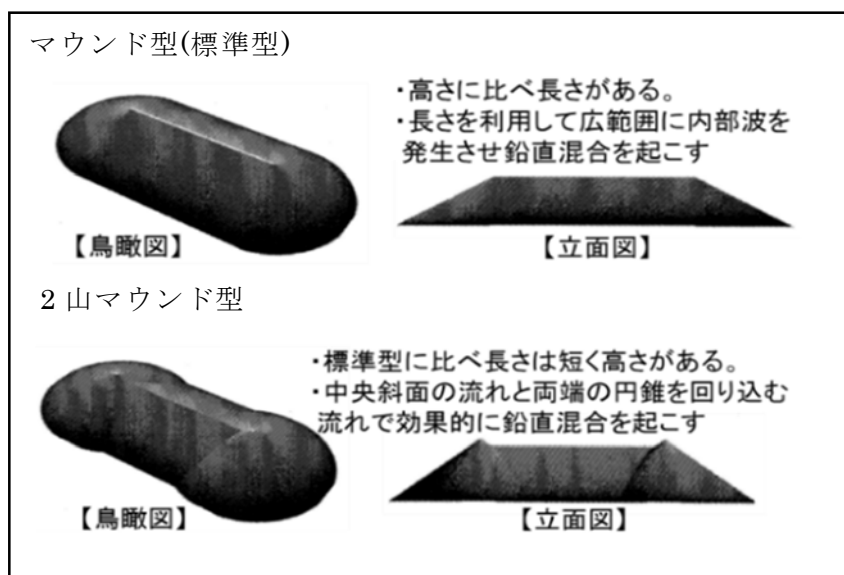 マウンド型(標準型)
・高さに比べ長さがある。
・長さを利用して広範囲に内部波を
発生させ鉛直混合を起こす
【鳥瞰図】
【立面図】
2山マウンド型
・標準型に比べ長さは短く高さがある。
・中央斜面の流れと両端の円錐を回り込む
流れで効果的に鉛直混合を起こす
【鳥瞰図】
【立面図】